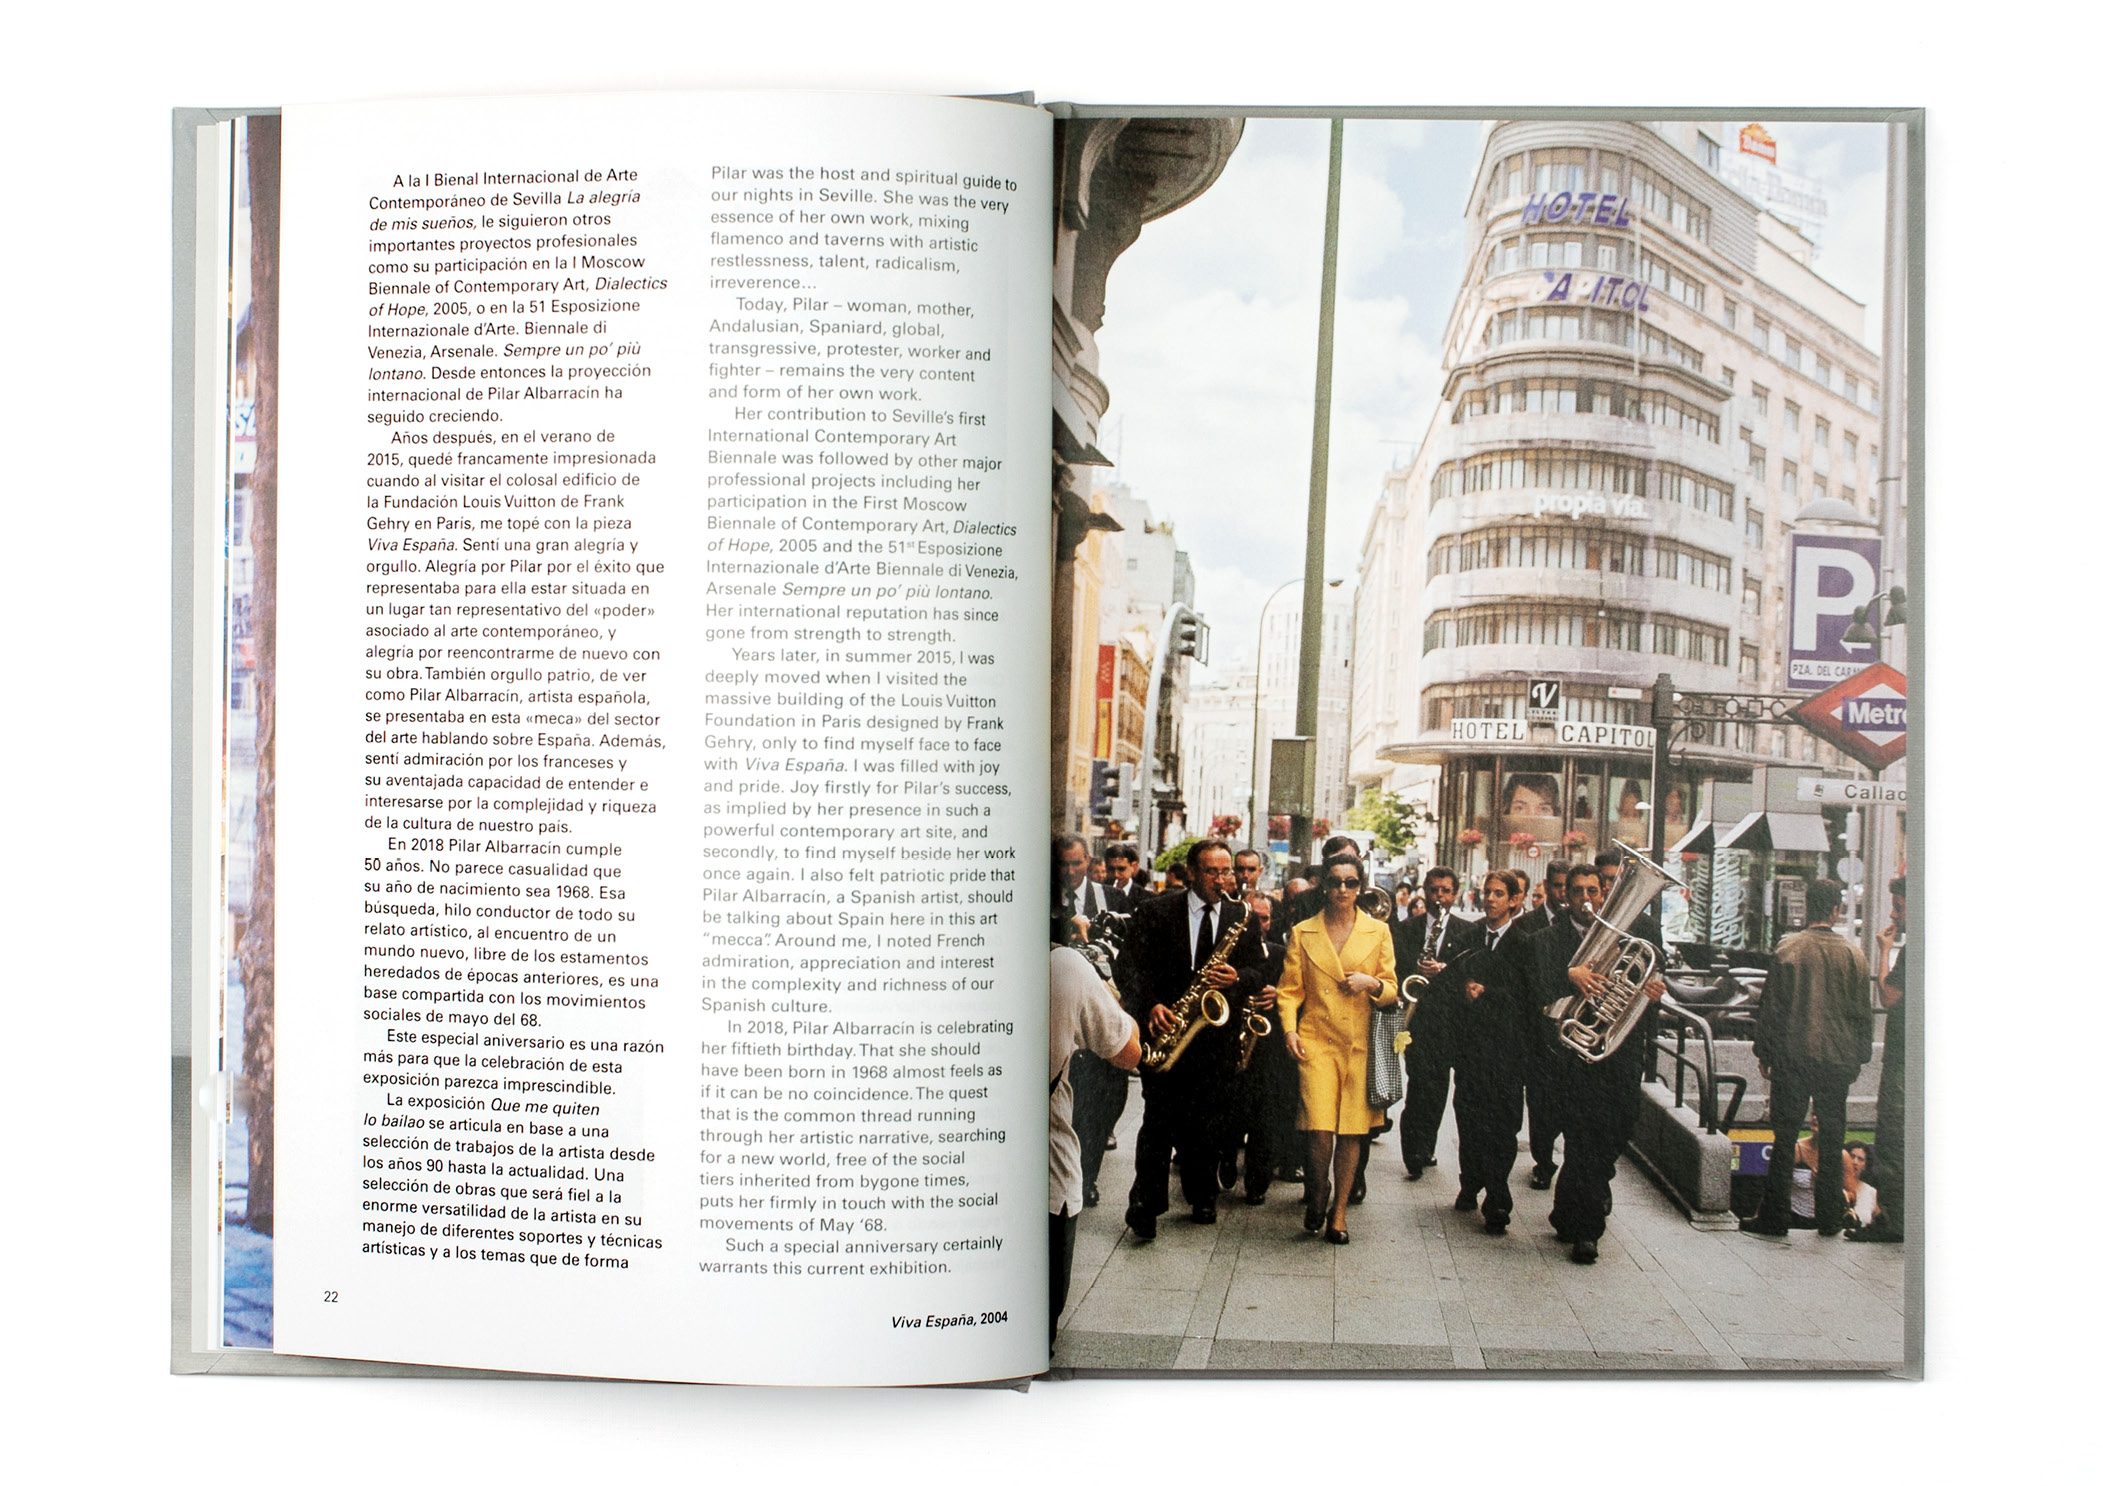 A la I Bienal Internacional de Arte
Contemporáneo de Sevilla La alegría
de mis sueños, le siguieron otros
importantes proyectos profesionales
como su participación en la I Moscow
Biennale of Contemporary Art, Dialectics
of Hope, 2005, o en la 51 Esposizione
Internazionale d'Arte. Biennale di
Venezia, Arsenale. Sempre un po' più
lontano. Desde entonces la proyección
internacional de Pilar Albarracín ha
seguido creciendo.
Años después, en el verano de
2015, quedé francamente impresionada
cuando al visitar el colosal edificio de
la Fundación Louis Vuitton de Frank
Gehry en París, me topé con la pieza
Viva España. Sentí una gran alegría y
orgullo. Alegría por Pilar por el éxito que
representaba para ella estar situada en
un lugar tan representativo del «poder»
asociado al arte contemporáneo, y
alegría por reencontrarme de nuevo con
su obra. También orgullo patrio, de ver
como Pilar Albarracín, artista española,
se presentaba en esta «meca» del sector
del arte hablando sobre España. Además,
sentí admiración por los franceses y
su aventajada capacidad de entender e
interesarse por la complejidad y riqueza
de la cultura de nuestro país.
En 2018 Pilar Albarracín cumple
50 años. No parece casualidad que
su año de nacimiento sea 1968. Esa
búsqueda, hilo conductor de todo su
relato artístico, al encuentro de un
mundo nuevo, libre de los estamentos
heredados de épocas anteriores, es una
base compartida con los movimientos
sociales de mayo del 68.
Este especial aniversario es una razón
más para que la celebración de esta
exposición parezca imprescindible.
La exposición Que me quiten
lo bailao se articula en base a una
selección de trabajos de la artista desde
los años 90 hasta la actualidad. Una
selección de obras que será fiel a la
enorme versatilidad de la artista en su
manejo de diferentes soportes y técnicas
artísticas y a los temas que de forma
22
Pilar was the host and spiritual guide to
our nights in Seville. She was the very
essence of her own work, mixing
flamenco and taverns with artistic
restlessness, talent, radicalism,
irreverence…
Today, Pilar – woman, mother,
Andalusian, Spaniard, global,
transgressive, protester, worker and
fighter – remains the very content
and form of her own work.
Her contribution to Seville's first
International Contemporary Art
Biennale was followed by other major
professional projects including her
participation in the First Moscow
Biennale of Contemporary Art, Dialectics
of Hope, 2005 and the 51st Esposizione
Internazionale d'Arte Biennale di Venezia,
Arsenale Sempre un po' più lontano.
Her international reputation has since
gone from strength to strength.
Years later, in summer 2015, I was
deeply moved when I visited the
massive building of the Louis Vuitton
Foundation in Paris designed by Frank
Gehry, only to find myself face to face
with Viva España. I was filled with joy
and pride. Joy firstly for Pilar's success,
as implied by her presence in such a
powerful contemporary art site, and
secondly, to find myself beside her work
once again. I also felt patriotic pride that
Pilar Albarracín, a Spanish artist, should
be talking about Spain here in this art
"mecca". Around me, I noted French
admiration, appreciation and interest
in the complexity and richness of our
Spanish culture.
In 2018, Pilar Albarracín is celebrating
her fiftieth birthday. That she should
have been born in 1968 almost feels as
if it can be no coincidence. The quest
that is the common thread running
through her artistic narrative, searching
for a new world, free of the social
tiers inherited from bygone times,
puts her firmly in touch with the social
movements of May '68.
Such a special anniversary certainly
warrants this current exhibition.
Viva España, 2004
HOTEL
CAPITOL
propia vía.
P
PZA. DEL CAR
V
HOTEL CAPITOL
Metro
Callao